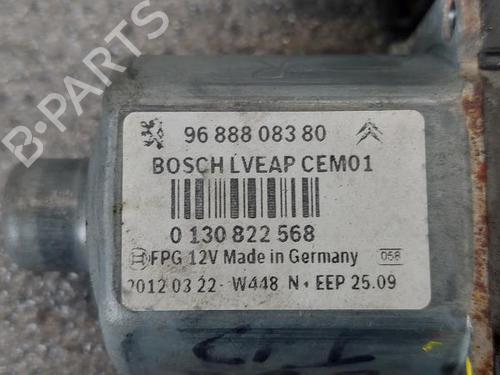 96 888 083 80
BOSCH LVEAP CEM01
0 130 822 568
FPG 12V Made in Germany 058
2012 03 22 - W448 N + EEP 25.09
B-PARTS